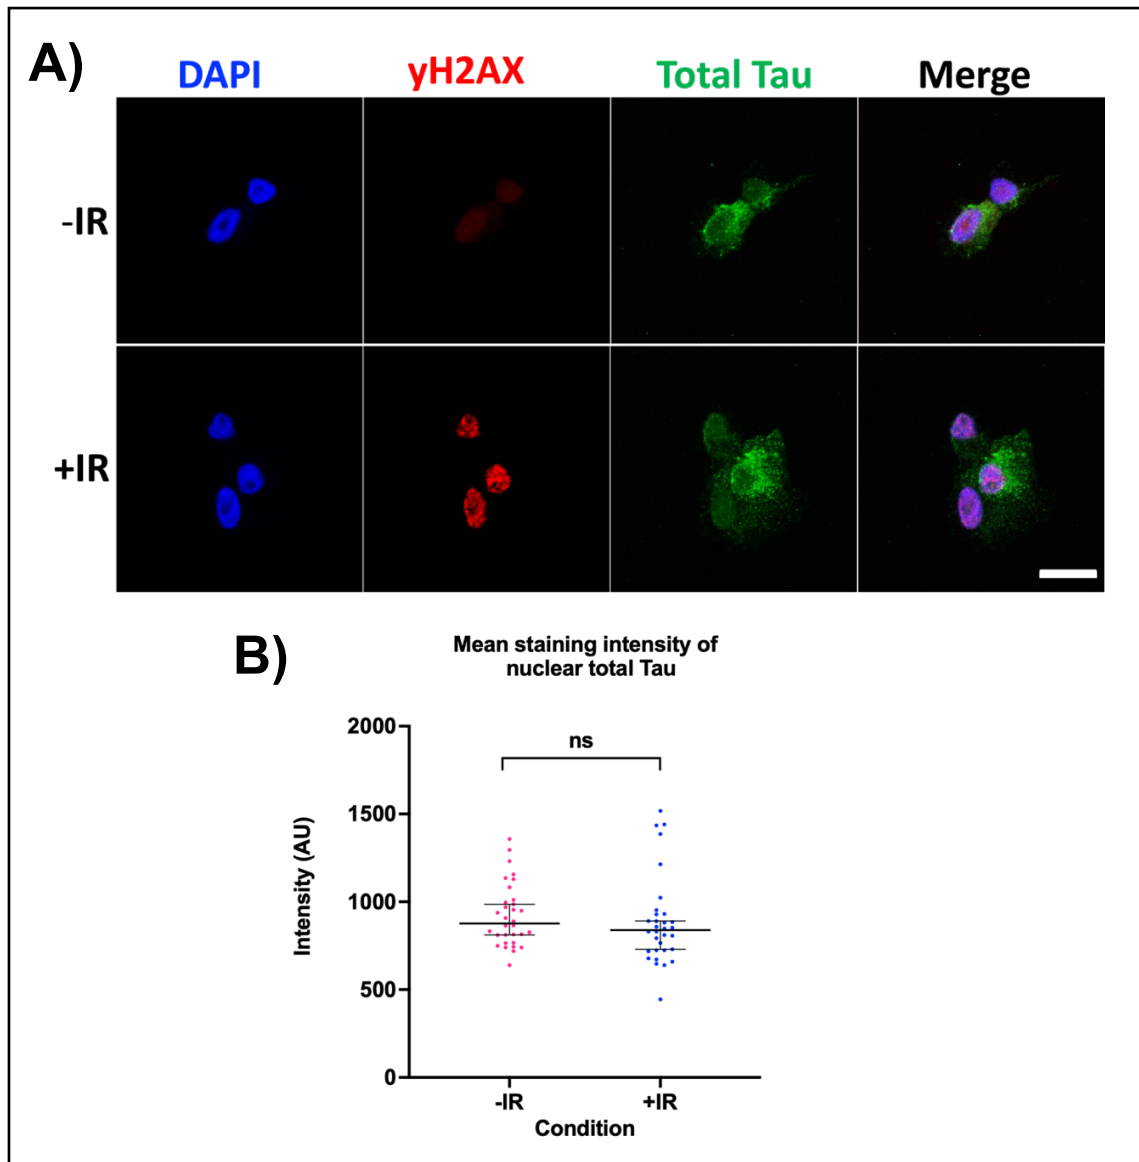 A)
DAPI yH2AX Total Tau Merge
-IR
+IR
B)
Mean staining intensity of
nuclear total Tau
2000
ns
1500
1000
500
0
Intensity (AU)
-IR +IR
Condition